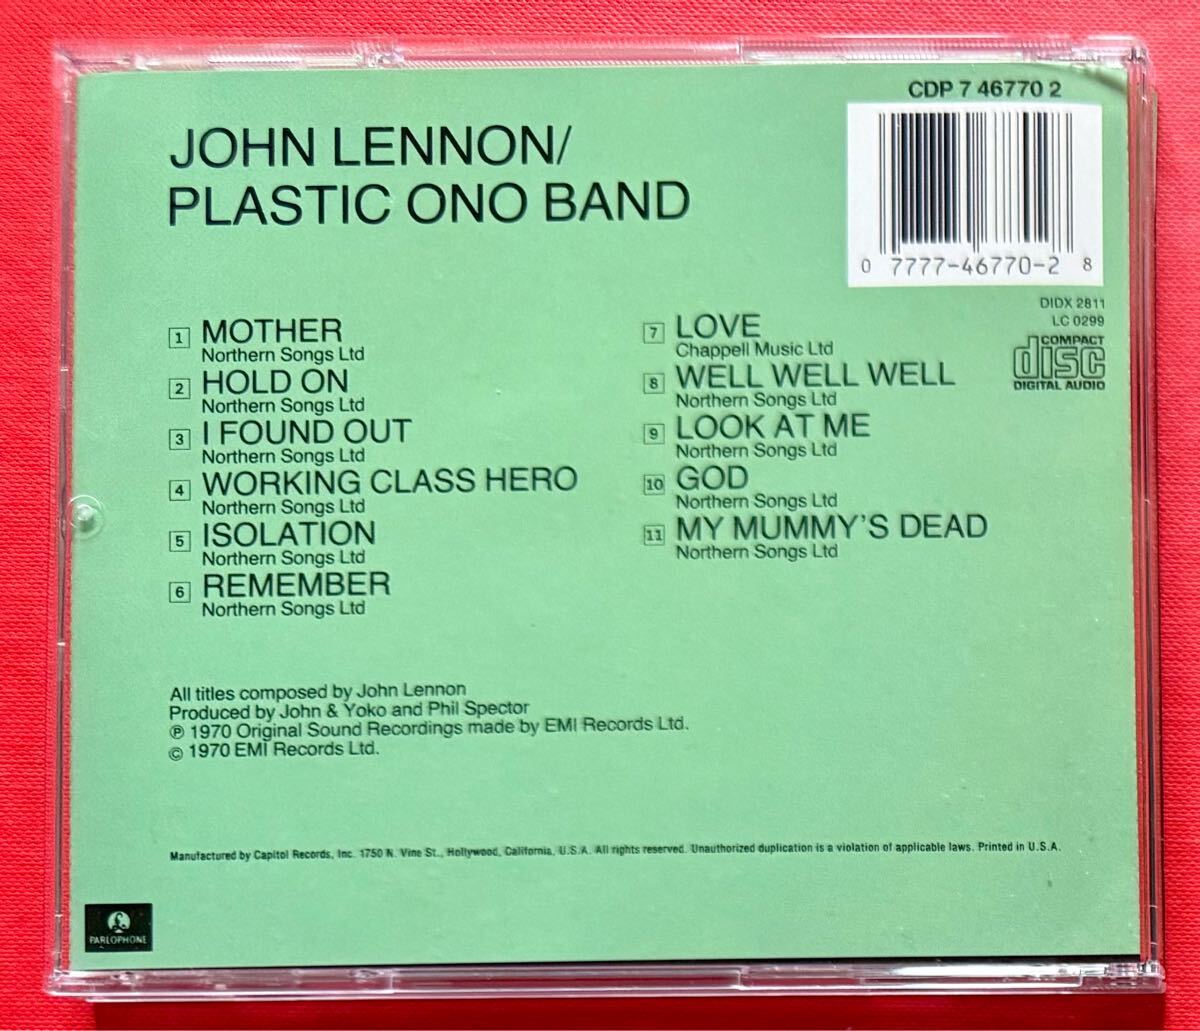 CDP 7 46770 2
JOHN LENNON/
PLASTIC ONO BAND
0 7777-46770-2 8
DIDX 2811
LC 0299
COMPACT
disc
DIGITAL AUDIO
1 MOTHER
Northern Songs Ltd
2 HOLD ON
Northern Songs Ltd
3 I FOUND OUT
Northern Songs Ltd
4 WORKING CLASS HERO
Northern Songs Ltd
5 ISOLATION
Northern Songs Ltd
6 REMEMBER
Northern Songs Ltd
7 LOVE
Chappell Music Ltd
8 WELL WELL WELL
Northern Songs Ltd
9 LOOK AT ME
Northern Songs Ltd
10 GOD
Northern Songs Ltd
11 MY MUMMY'S DEAD
Northern Songs Ltd
All titles composed by John Lennon
Produced by John & Yoko and Phil Spector
℗ 1970 Original Sound Recordings made by EMI Records Ltd.
© 1970 EMI Records Ltd.
Manufactured by Capitol Records, Inc. 1750 N. Vine St., Hollywood, California, U.S.A. All rights reserved. Unauthorized duplication is a violation of applicable laws. Printed in U.S.A.
PARLOPHONE